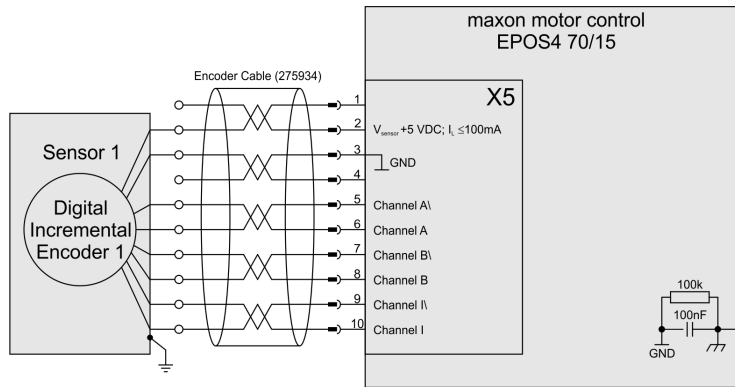 maxon motor control
EPOS4 70/15
Encoder Cable (275934)
X5
1
2
V sensor +5 VDC; I L ≤100mA
3
GND
4
5
Channel A\
6
Channel A
7
Channel B\
8
Channel B
9
Channel I\
10
Channel I
Sensor 1
Digital
Incremental
Encoder 1
100k
100nF
GND